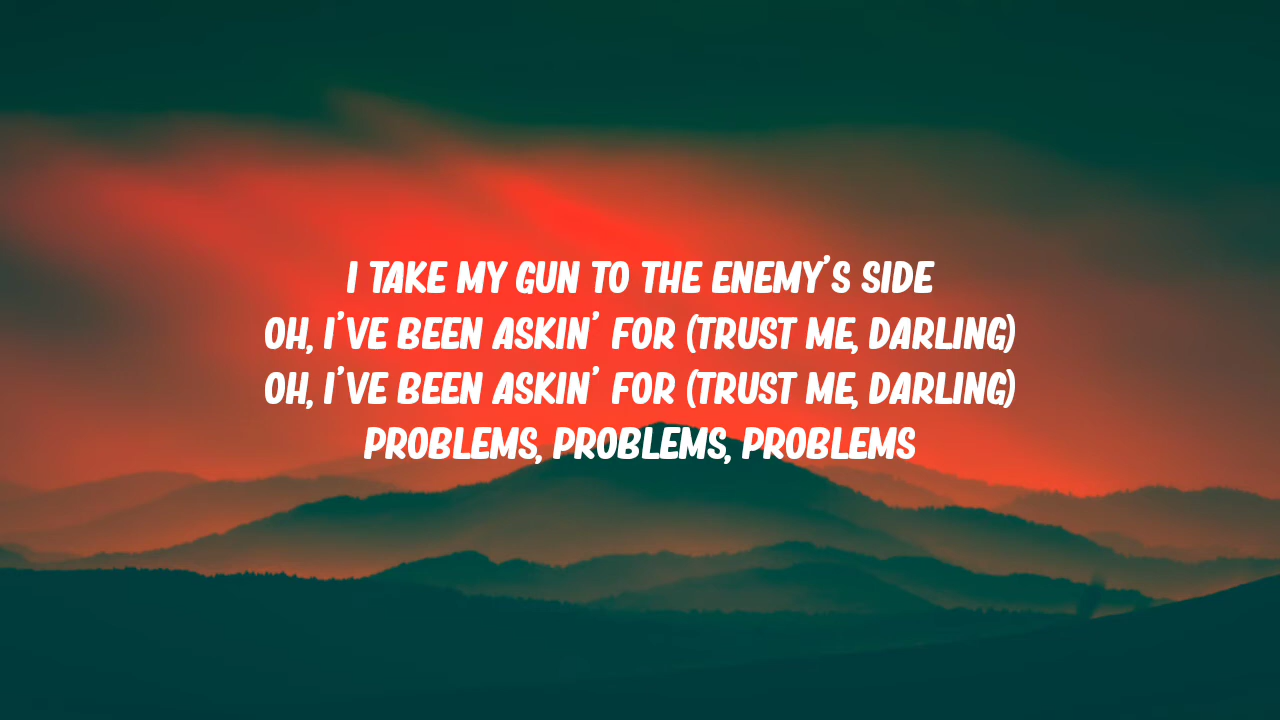 I TAKE MY GUN TO THE ENEMY'S SIDE
OH, I'VE BEEN ASKIN' FOR (TRUST ME, DARLING)
OH, I'VE BEEN ASKIN' FOR (TRUST ME, DARLING)
PROBLEMS, PROBLEMS, PROBLEMS